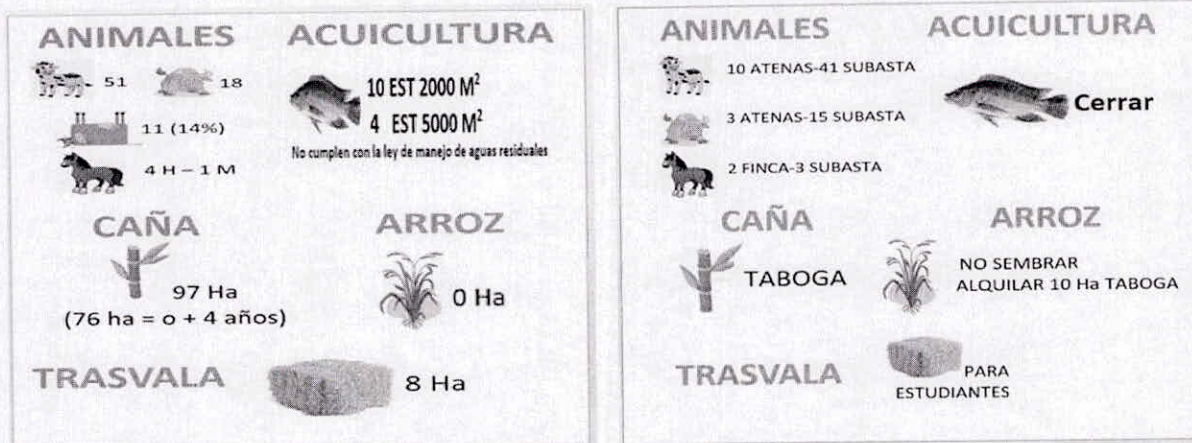 ANIMALES
51
18
11 (14%)
4 H – 1 M
ACUICULTURA
10 EST 2000 M²
4 EST 5000 M²
No cumplen con la ley de manejo de aguas residuales
CAÑA
97 Ha
(76 ha = o + 4 años)
ARROZ
0 Ha
TRASVALA
8 Ha
ANIMALES
10 ATENAS-41 SUBASTA
3 ATENAS-15 SUBASTA
2 FINCA-3 SUBASTA
ACUICULTURA
Cerrar
CAÑA
TABOGA
ARROZ
NO SEMBRAR
ALQUILAR 10 Ha TABOGA
TRASVALA
PARA
ESTUDIANTES